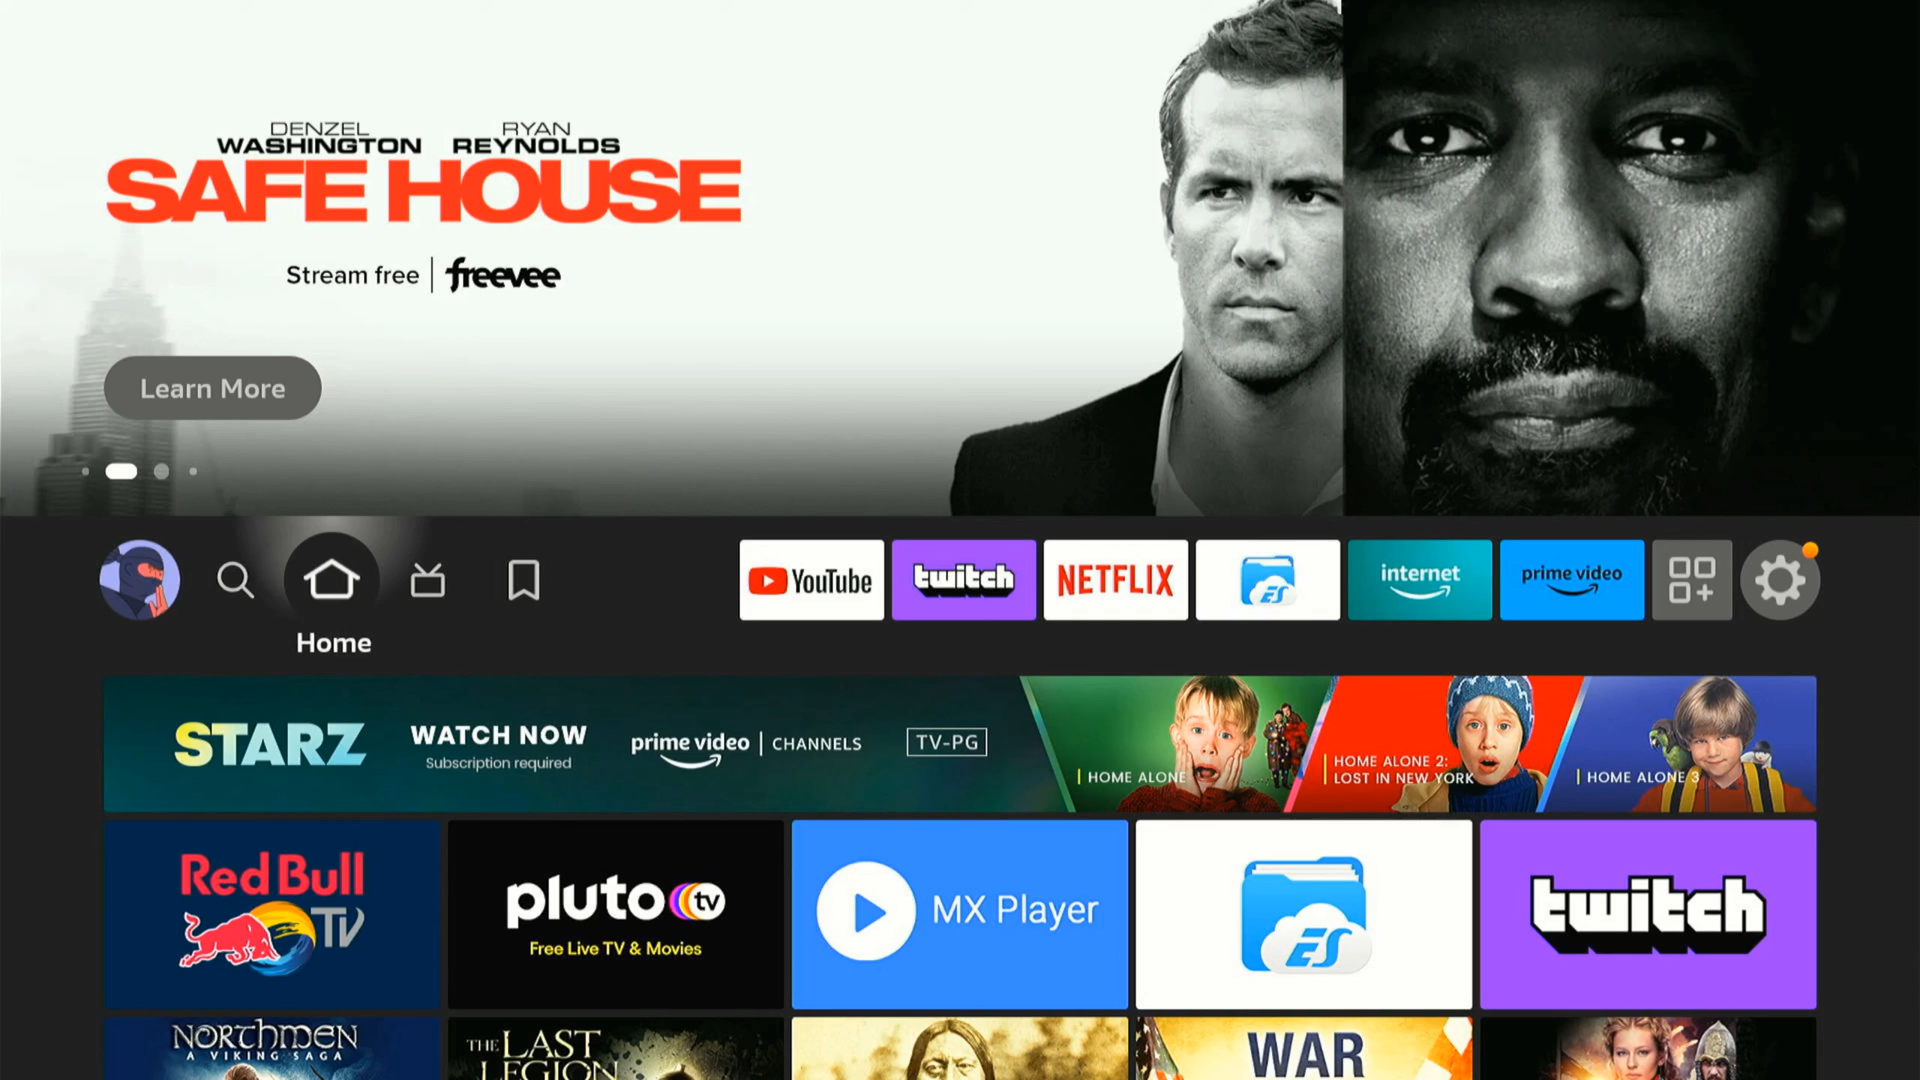 DENZEL RYAN
WASHINGTON REYNOLDS
SAFE HOUSE
Stream free | freevee
Learn More
Home
YouTube
twitch
NETFLIX
ES
internet
prime video
STARZ
WATCH NOW
Subscription required
prime video | CHANNELS
TV-PG
HOME ALONE
HOME ALONE 2:
LOST IN NEW YORK
HOME ALONE 3
Red Bull
TV
pluto tv
Free Live TV & Movies
MX Player
ES
twitch
NORTHMEN
A VIKING SAGA
THE LAST
LEGION
WAR